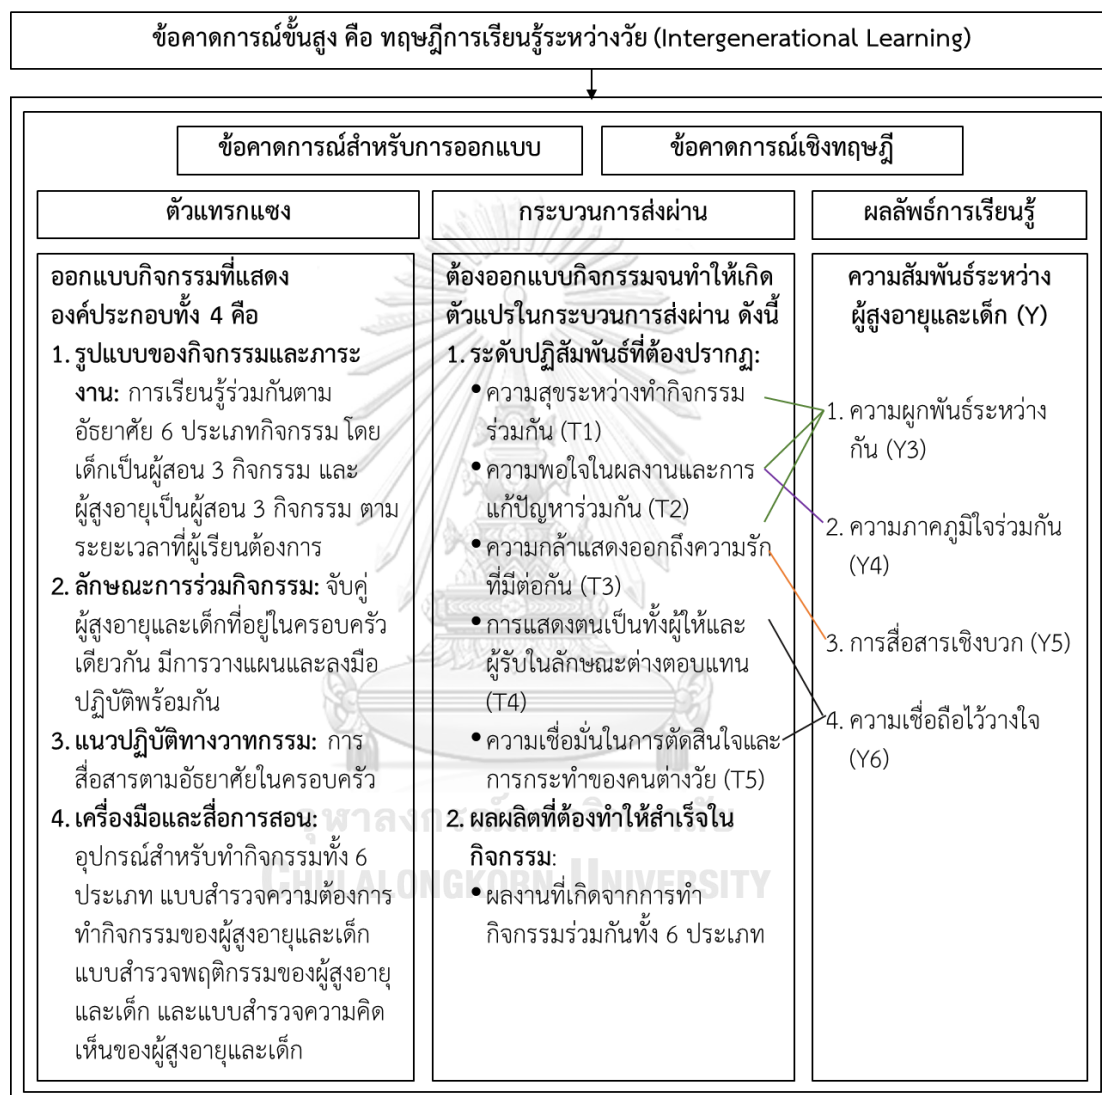 ข้อคาดการณ์ขั้นสูง คือ ทฤษฎีการเรียนรู้ระหว่างวัย (Intergenerational Learning)
ข้อคาดการณ์สำหรับการออกแบบ
ข้อคาดการณ์เชิงทฤษฎี
ตัวแทรกแซง
กระบวนการส่งผ่าน
ผลลัพธ์การเรียนรู้
ออกแบบกิจกรรมที่แสดง
องค์ประกอบทั้ง 4 คือ
1. รูปแบบของกิจกรรมและภาระ
งาน: การเรียนรู้ร่วมกันตาม
อัธยาศัย 6 ประเภทกิจกรรม โดย
เด็กเป็นผู้สอน 3 กิจกรรม และ
ผู้สูงอายุเป็นผู้สอน 3 กิจกรรม ตาม
ระยะเวลาที่ผู้เรียนต้องการ
2. ลักษณะการร่วมกิจกรรม: จับคู่
ผู้สูงอายุและเด็กที่อยู่ในครอบครัว
เดียวกัน มีการวางแผนและลงมือ
ปฏิบัติพร้อมกัน
3. แนวปฏิบัติทางวาทกรรม: การ
สื่อสารตามอัธยาศัยในครอบครัว
4. เครื่องมือและสื่อการสอน:
อุปกรณ์สำหรับทำกิจกรรมทั้ง 6
ประเภท แบบสำรวจความต้องการ
ทำกิจกรรมของผู้สูงอายุและเด็ก
แบบสำรวจพฤติกรรมของผู้สูงอายุ
และเด็ก และแบบสำรวจความคิด
เห็นของผู้สูงอายุและเด็ก
ต้องออกแบบกิจกรรมจนทำให้เกิด
ตัวแปรในกระบวนการส่งผ่าน ดังนี้
1. ระดับปฏิสัมพันธ์ที่ต้องปรากฏ:
•ความสุขระหว่างทำกิจกรรม
ร่วมกัน (T1)
•ความพอใจในผลงานและการ
แก้ปัญหาร่วมกัน (T2)
•ความกล้าแสดงออกถึงความรัก
ที่มีต่อกัน (T3)
•การแสดงตนเป็นทั้งผู้ให้และ
ผู้รับในลักษณะต่างตอบแทน
(T4)
•ความเชื่อมั่นในการตัดสินใจและ
การกระทำของคนต่างวัย (T5)
2. ผลผลิตที่ต้องทำให้สำเร็จใน
กิจกรรม:
•ผลงานที่เกิดจากการทำ
กิจกรรมร่วมกันทั้ง 6 ประเภท
ความสัมพันธ์ระหว่าง
ผู้สูงอายุและเด็ก (Y)
1. ความผูกพันธ์ระหว่าง
กัน (Y3)
2. ความภาคภูมิใจร่วมกัน
(Y4)
3. การสื่อสารเชิงบวก (Y5)
4. ความเชื่อถือไว้วางใจ
(Y6)
จุฬาลงกรณ์มหาวิทยาลัย
CHULALONGKORN UNIVERSITY